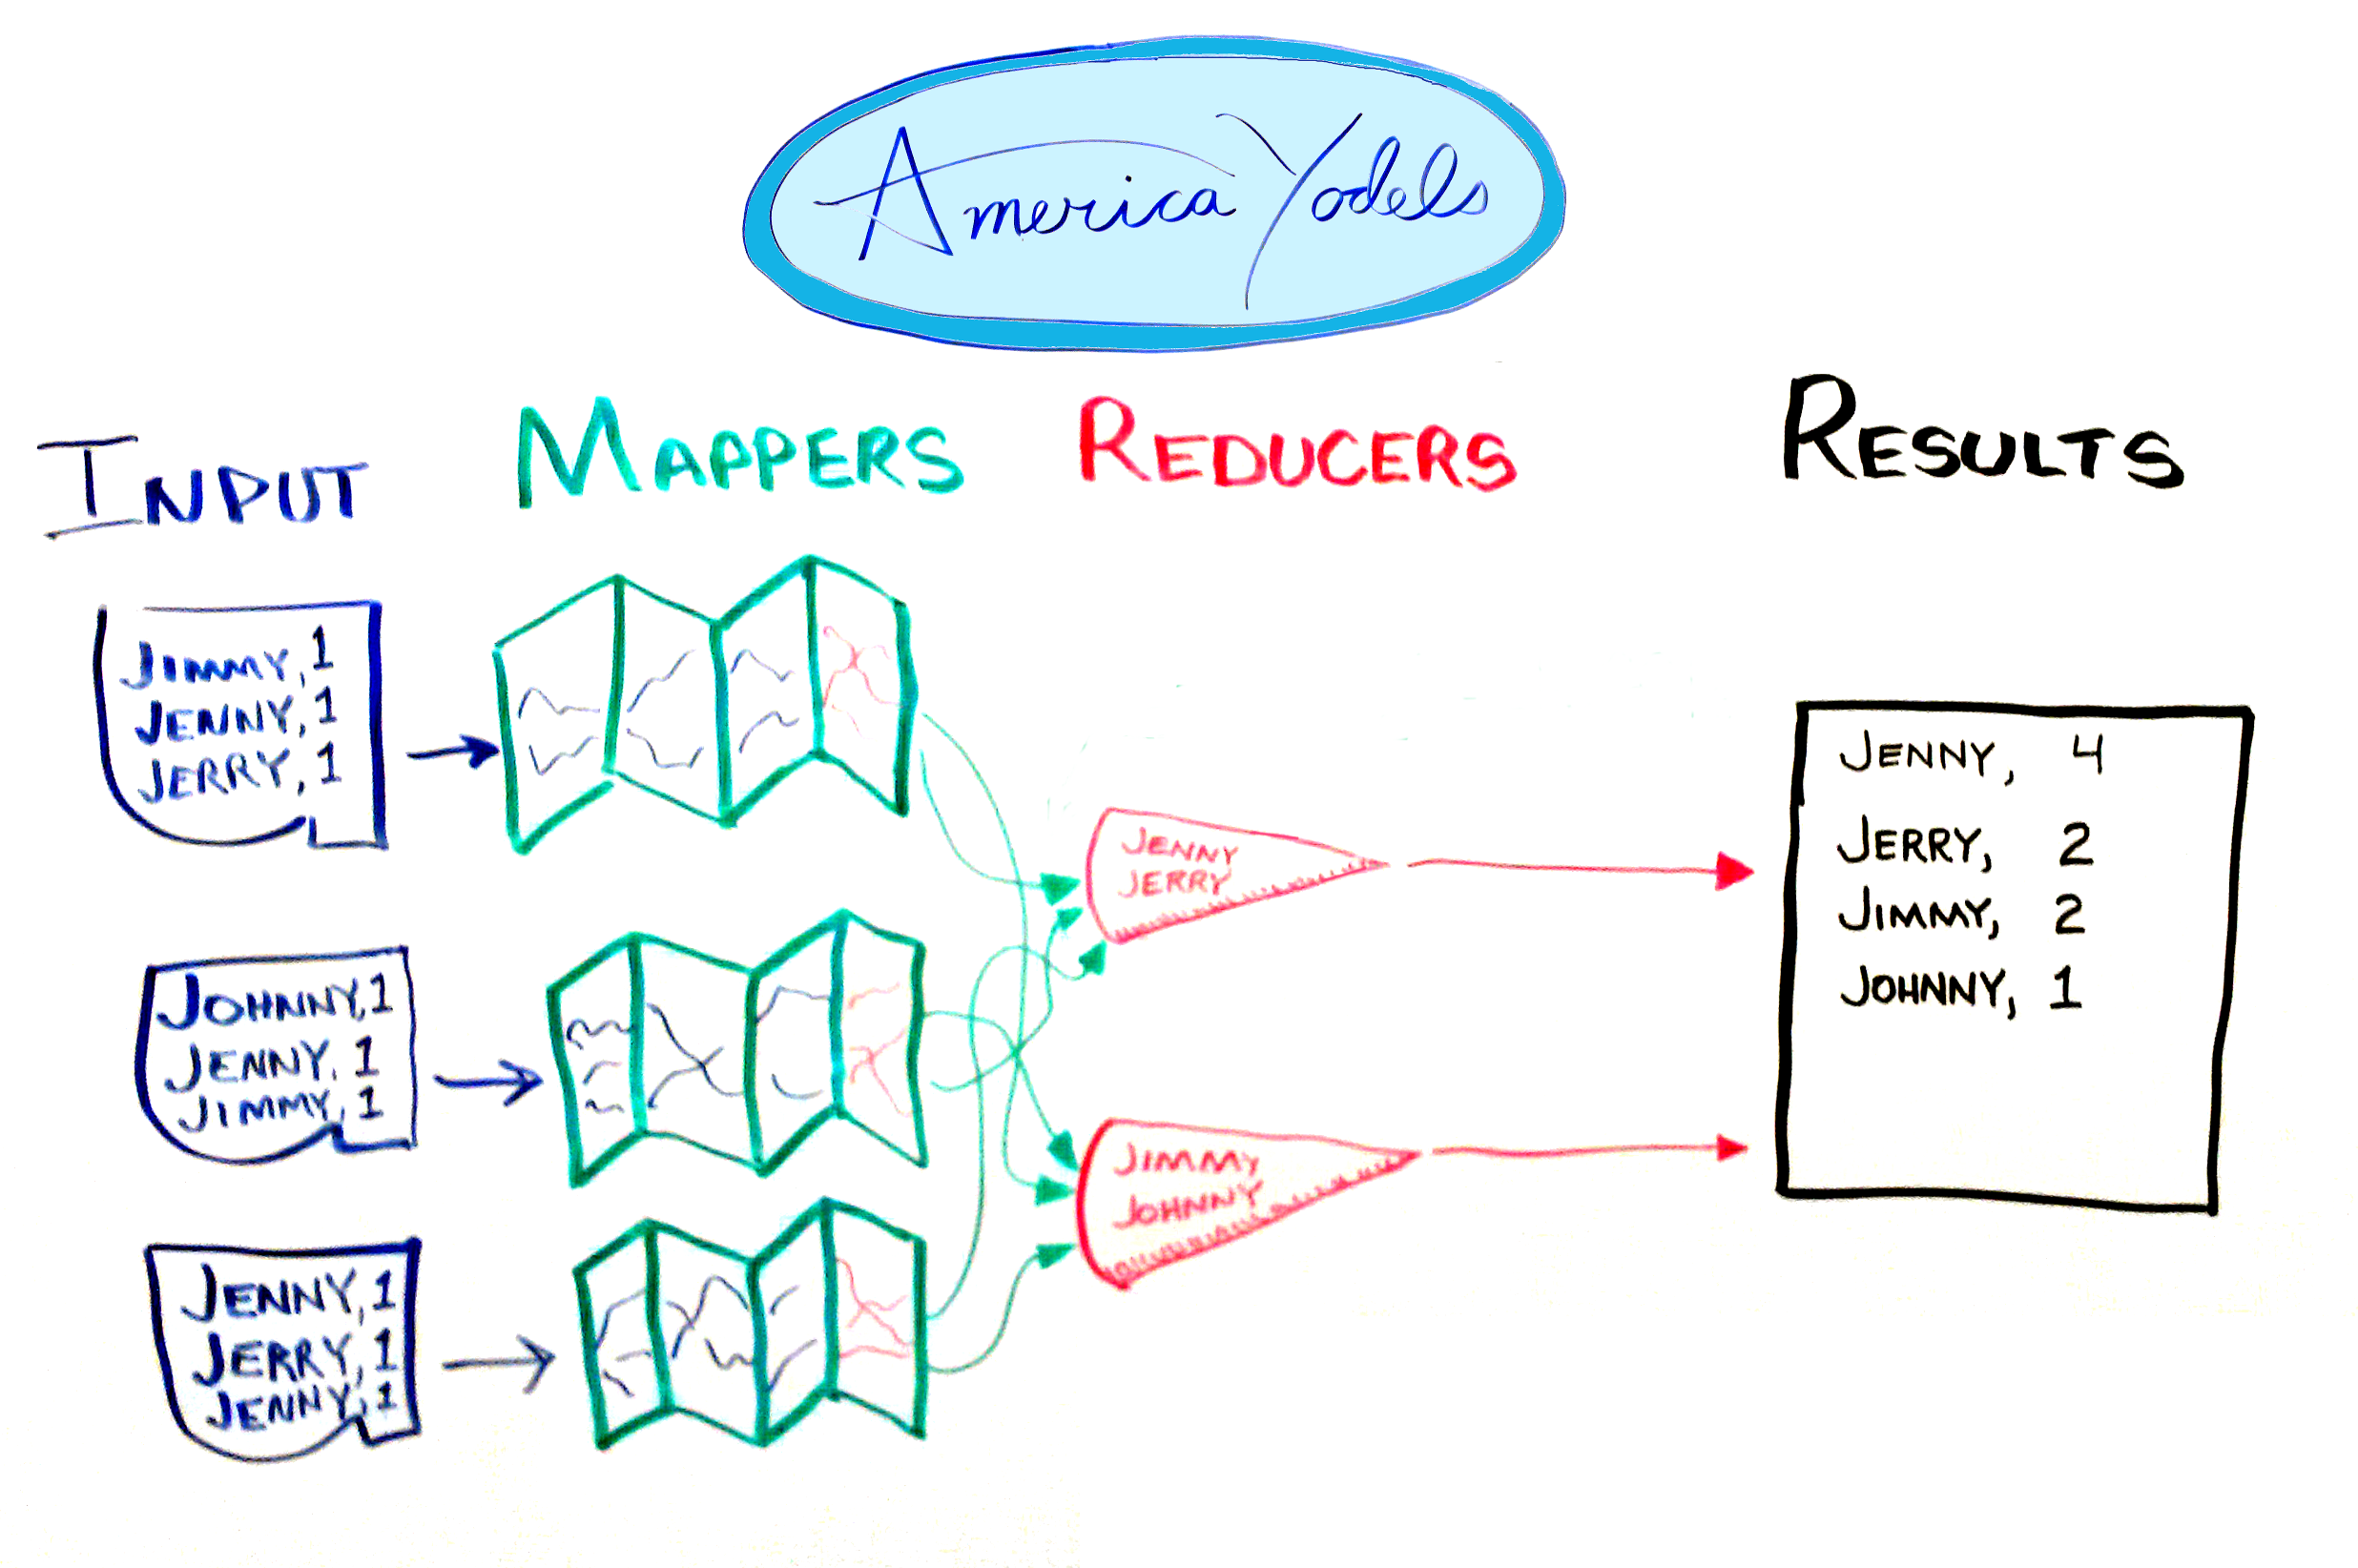 America Yodels
INPUT
MAPPERS
REDUCERS
RESULTS
JIMMY, 1
JENNY, 1
JERRY, 1
JOHNNY, 1
JENNY, 1
JIMMY, 1
JENNY, 1
JERRY, 1
JENNY, 1
JENNY
JERRY
JIMMY
JOHNNY
JENNY, 4
JERRY, 2
JIMMY, 2
JOHNNY, 1